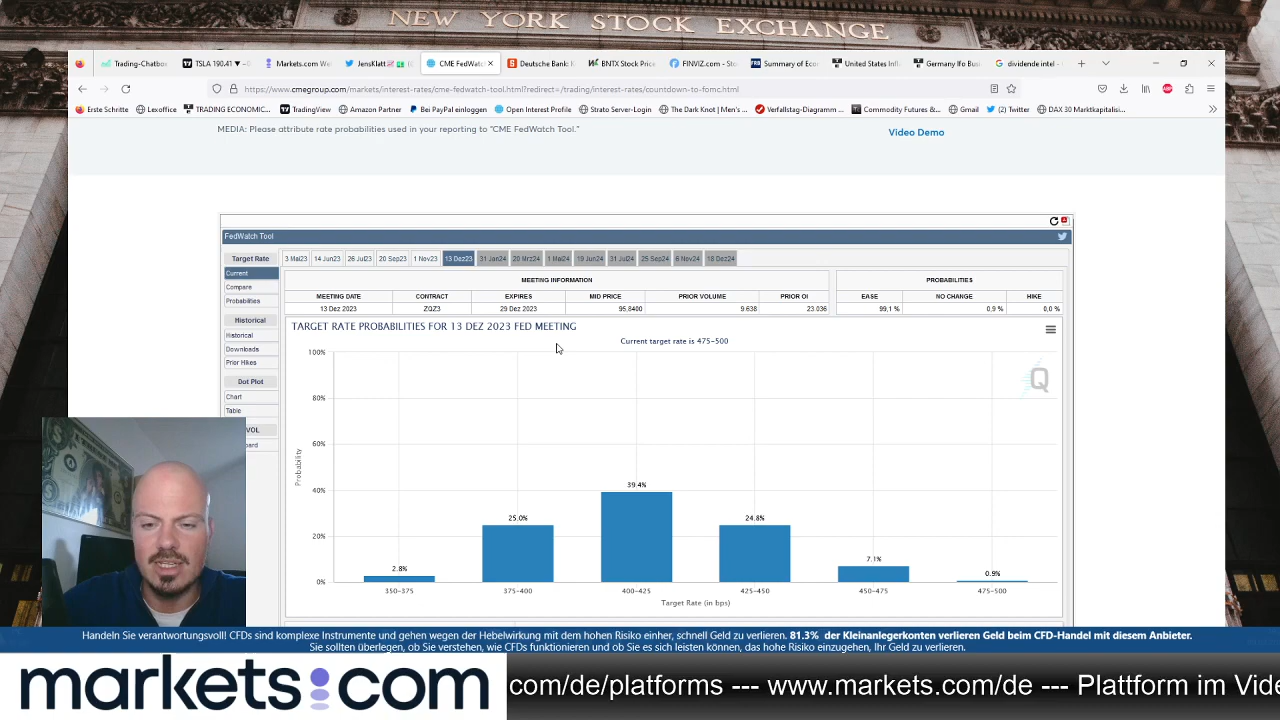 NEW YORK STOCK EXCHANGE
Trading-Chatbo
TSLA 190.41 ▼
Markets.com We
JensKlatt
CME FedWatc
Deutsche Bank:
BNTX Stock Pric
FINVIZ.com - Sto
Summary of Econ
United States Infl
Germany Ifo Busi
dividende intel -
https://www.cmegroup.com/markets/interest-rates/cme-fedwatch-tool.html?redirect=/trading/interest-rates/countdown-to-fomc.html
Erste Schritte
Lexoffice
TRADING ECONOMIC...
TradingView
Amazon Partner
Bei PayPal einloggen
Open Interest Profile
Strato Server-Login
The Dark Knot | Men's ...
Verfallstag-Diagramm ...
Commodity Futures &...
Gmail
(2) Twitter
DAX 30 Marktkapitalisi...
MEDIA: Please attribute rate probabilities used in your reporting to "CME FedWatch Tool."
Video Demo
FedWatch Tool
Target Rate
Current
Compare
Probabilities
Historical
Historical
Downloads
Prior Hikes
Dot Plot
Chart
Table
VOL
3 Mai23 14 Jun23 26 Jul23 20 Sep23 1 Nov23 13 Dez23 31 Jan24 20 Mrz24 1 Mai24 19 Jun24 31 Jul24 25 Sep24 6 Nov24 18 Dez24
MEETING INFORMATION
MEETING DATE CONTRACT EXPIRES MID PRICE PRIOR VOLUME PRIOR OI
13 Dez 2023 ZQZ3 29 Dez 2023 95,8400 9.638 23.036
PROBABILITIES
EASE NO CHANGE HIKE
99,1 % 0,9 % 0,0 %
TARGET RATE PROBABILITIES FOR 13 DEZ 2023 FED MEETING
Current target rate is 475-500
Q
Probability
100%
80%
60%
40%
20%
0%
2.8%
25.0%
39.4%
24.8%
7.1%
0.9%
350-375 375-400 400-425 425-450 450-475 475-500
Target Rate (in bps)
Handeln Sie verantwortungsvoll! CFDs sind komplexe Instrumente und gehen wegen der Hebelwirkung mit dem hohen Risiko einher, schnell Geld zu verlieren. 81.3% der Kleinanlegerkonten verlieren Geld beim CFD-Handel mit diesem Anbieter.
Sie sollten überlegen, ob Sie verstehen, wie CFDs funktionieren und ob Sie es sich leisten können, das hohe Risiko einzugehen, Ihr Geld zu verlieren.
markets.com
com/de/platforms --- www.markets.com/de --- Plattform im Vide